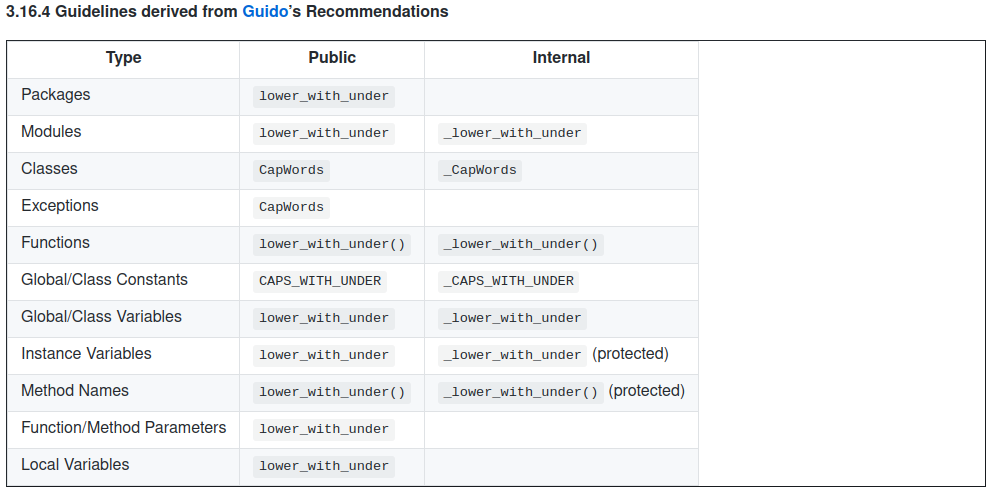 3.16.4 Guidelines derived from Guido’s Recommendations
Type Public Internal
Packages lower_with_under
Modules lower_with_under _lower_with_under
Classes CapWords _CapWords
Exceptions CapWords
Functions lower_with_under() _lower_with_under()
Global/Class Constants CAPS_WITH_UNDER _CAPS_WITH_UNDER
Global/Class Variables lower_with_under _lower_with_under
Instance Variables lower_with_under _lower_with_under (protected)
Method Names lower_with_under() _lower_with_under() (protected)
Function/Method Parameters lower_with_under
Local Variables lower_with_under